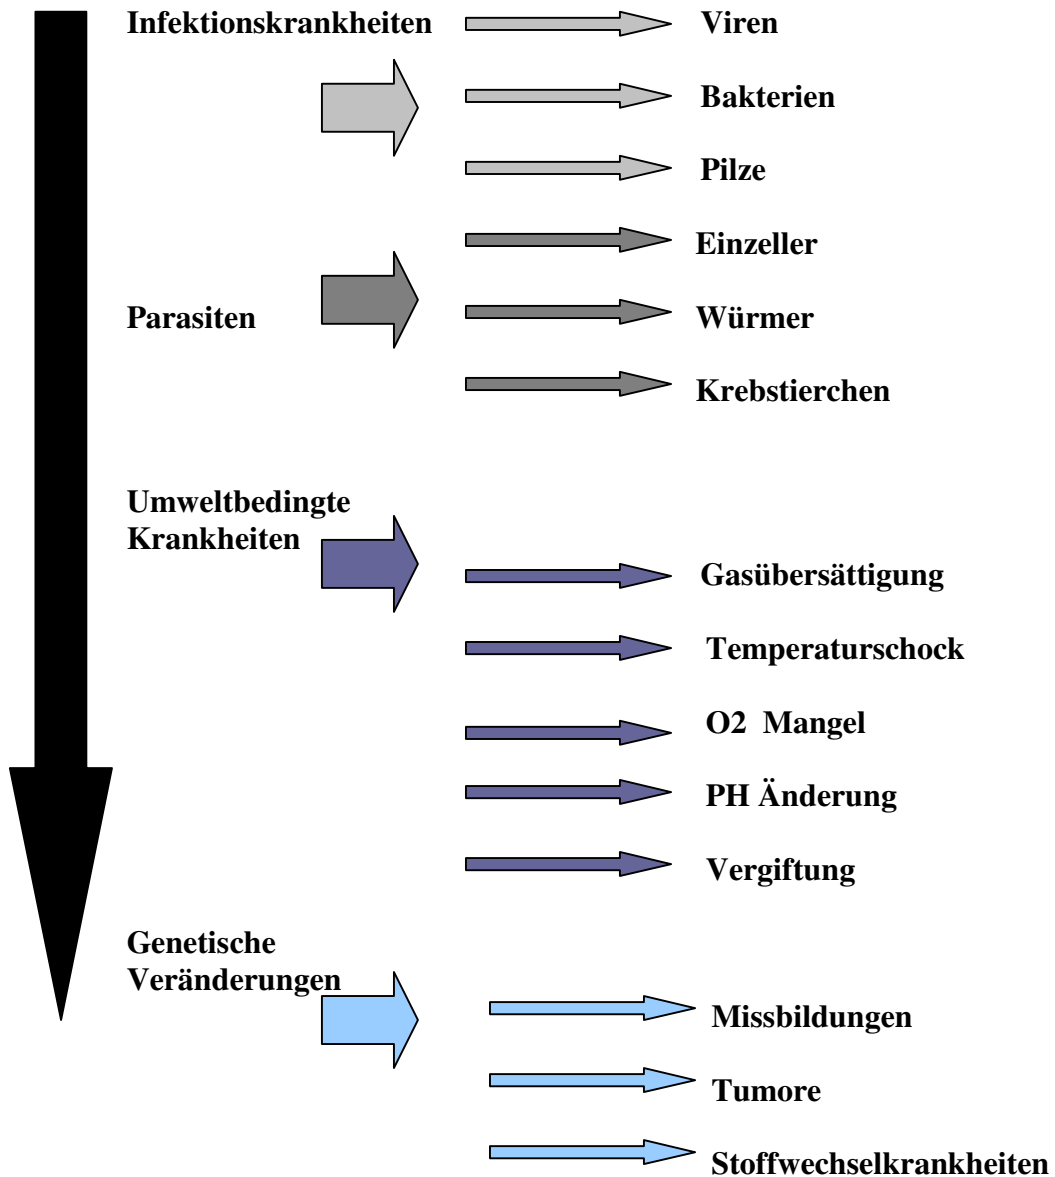 Infektionskrankheiten
Viren
Bakterien
Pilze
Parasiten
Einzeller
Würmer
Krebstierchen
Umweltbedingte
Krankheiten
Gasübersättigung
Temperaturschock
O2  Mangel
PH Änderung
Vergiftung
Genetische
Veränderungen
Missbildungen
Tumore
Stoffwechselkrankheiten